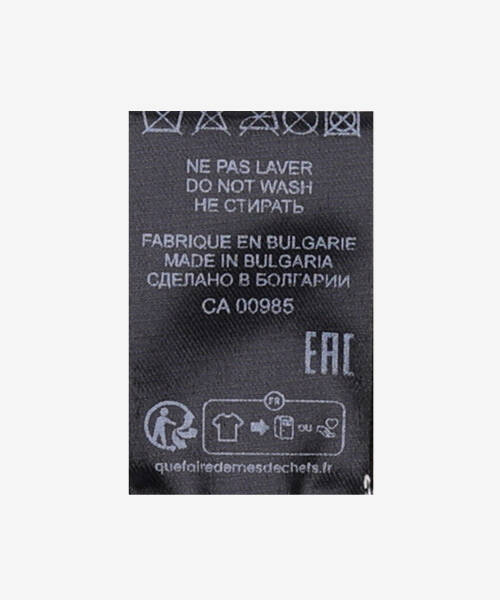 NE PAS LAVER
DO NOT WASH
НЕ СТИРАТЬ
FABRIQUE EN BULGARIE
MADE IN BULGARIA
СДЕЛАНО В БОЛГАРИИ
CA 00985
EAC
FR
OU
quefairedemesdechets.fr